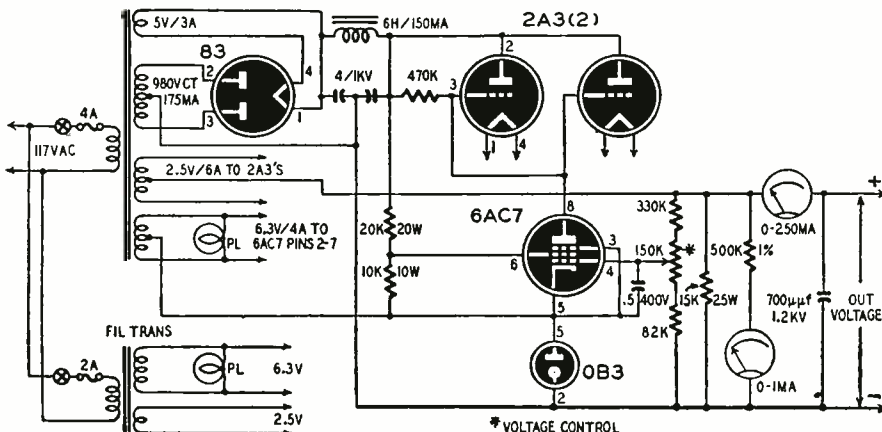 5V/3A
6H/150MA
2A3(2)
83
2
4
980VCT
175MA
3
1
4/1KV
470K
2
3
1
4
4A
117VAC
2.5V/6A TO 2A3'S
+
8
330K
0-250MA
20K
20W
6AC7
3
6.3V/4A TO
6AC7 PINS 2-7
PL
150K
*
500K
1%
6
4
10K
10W
.5
400V
15K
25W
700µµf
1.2KV
OUT
VOLTAGE
5
FIL TRANS
82K
5
2A
PL
6.3V
0B3
0-1MA
2
2.5V
-
*VOLTAGE CONTROL